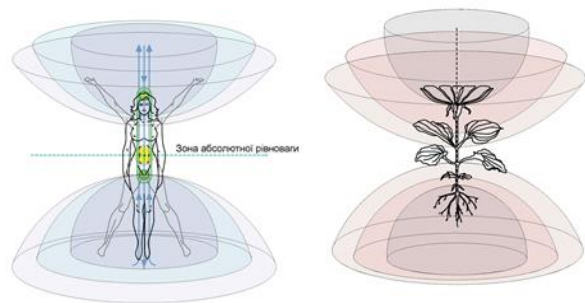 Зона абсолютної рівноваги